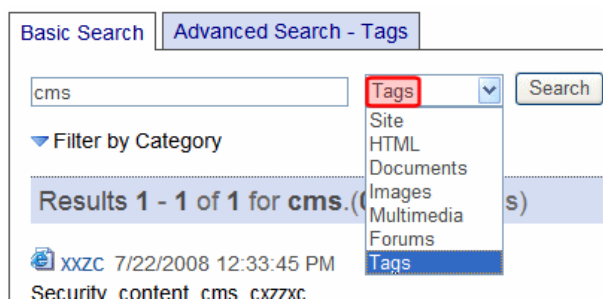 Basic Search Advanced Search - Tags
cms Tags Search
Site
HTML
Filter by Category
Documents
Images
Results 1 - 1 of 1 for cms.( s)
Multimedia
Forums
Tags
xxzc 7/22/2008 12:33:45 PM
Security content cms cxzzxc